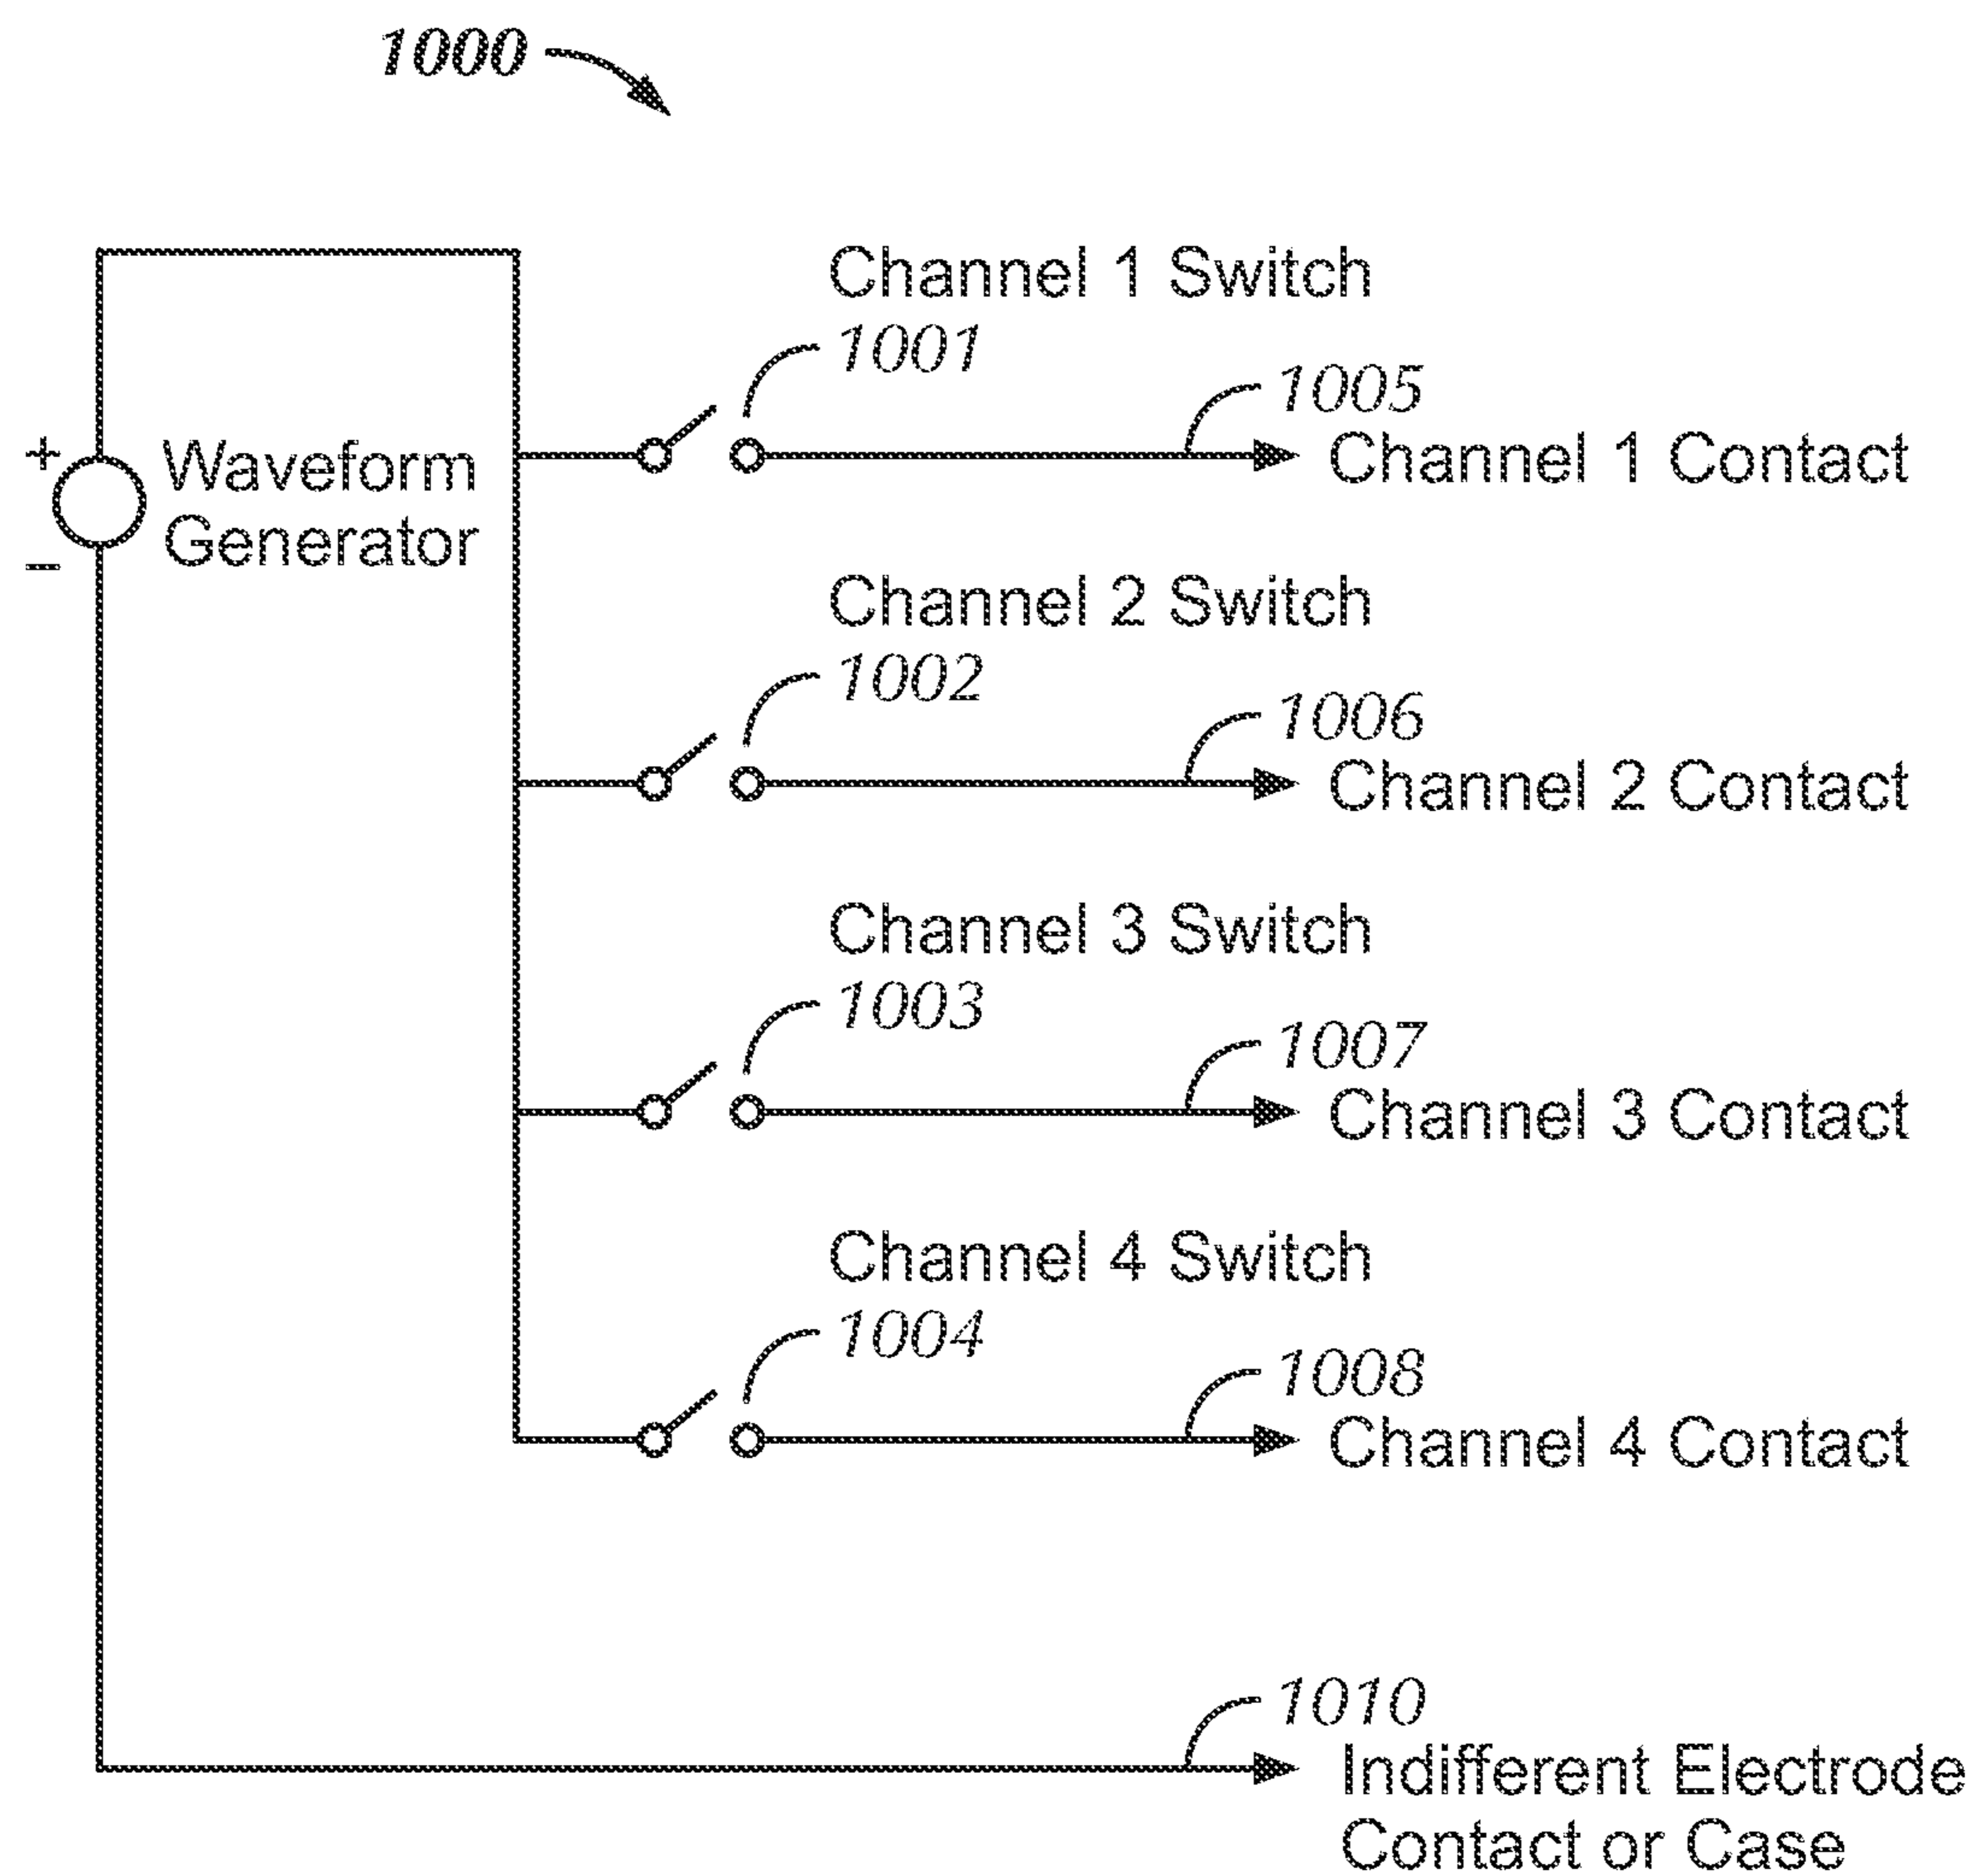 1000
Channel 1 Switch
1001
1005
+
Waveform
Channel 1 Contact
Generator
−
Channel 2 Switch
1002
1006
Channel 2 Contact
Channel 3 Switch
1003
1007
Channel 3 Contact
Channel 4 Switch
1004
1008
Channel 4 Contact
1010
Indifferent Electrode
Contact or Case